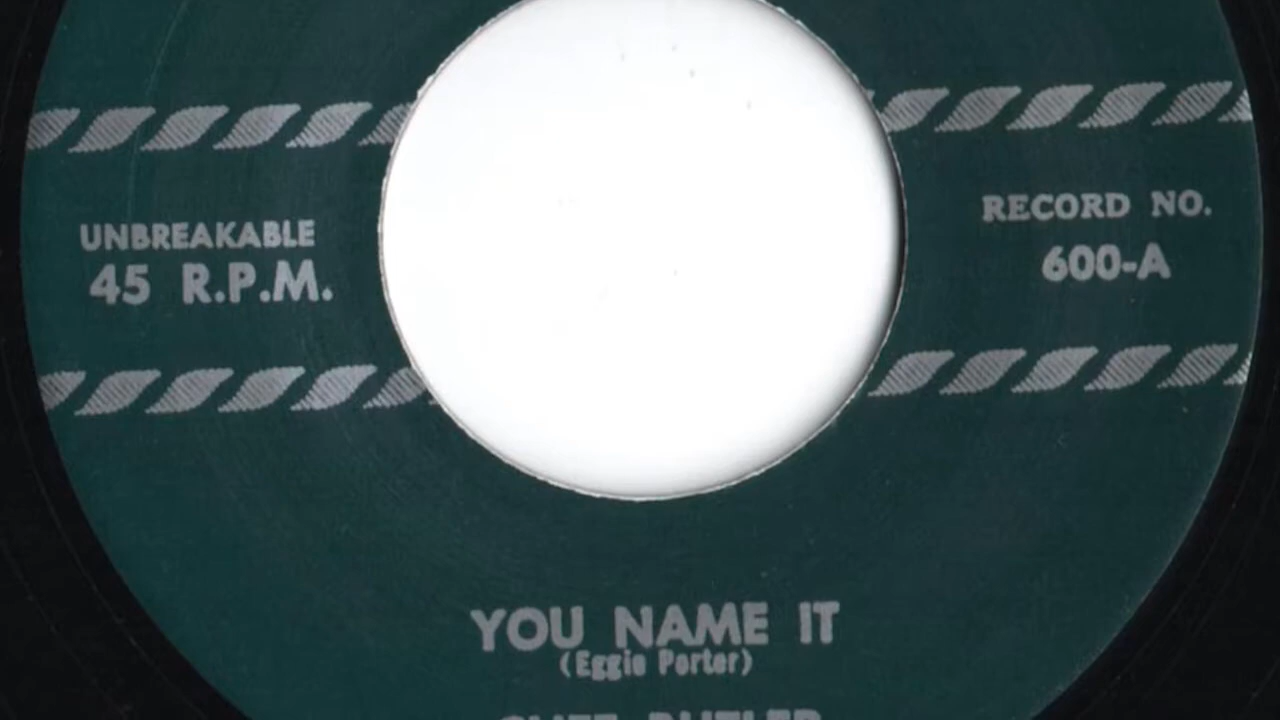 UNBREAKABLE
45 R.P.M.
RECORD NO.
600-A
YOU NAME IT
(Eggie Porter)